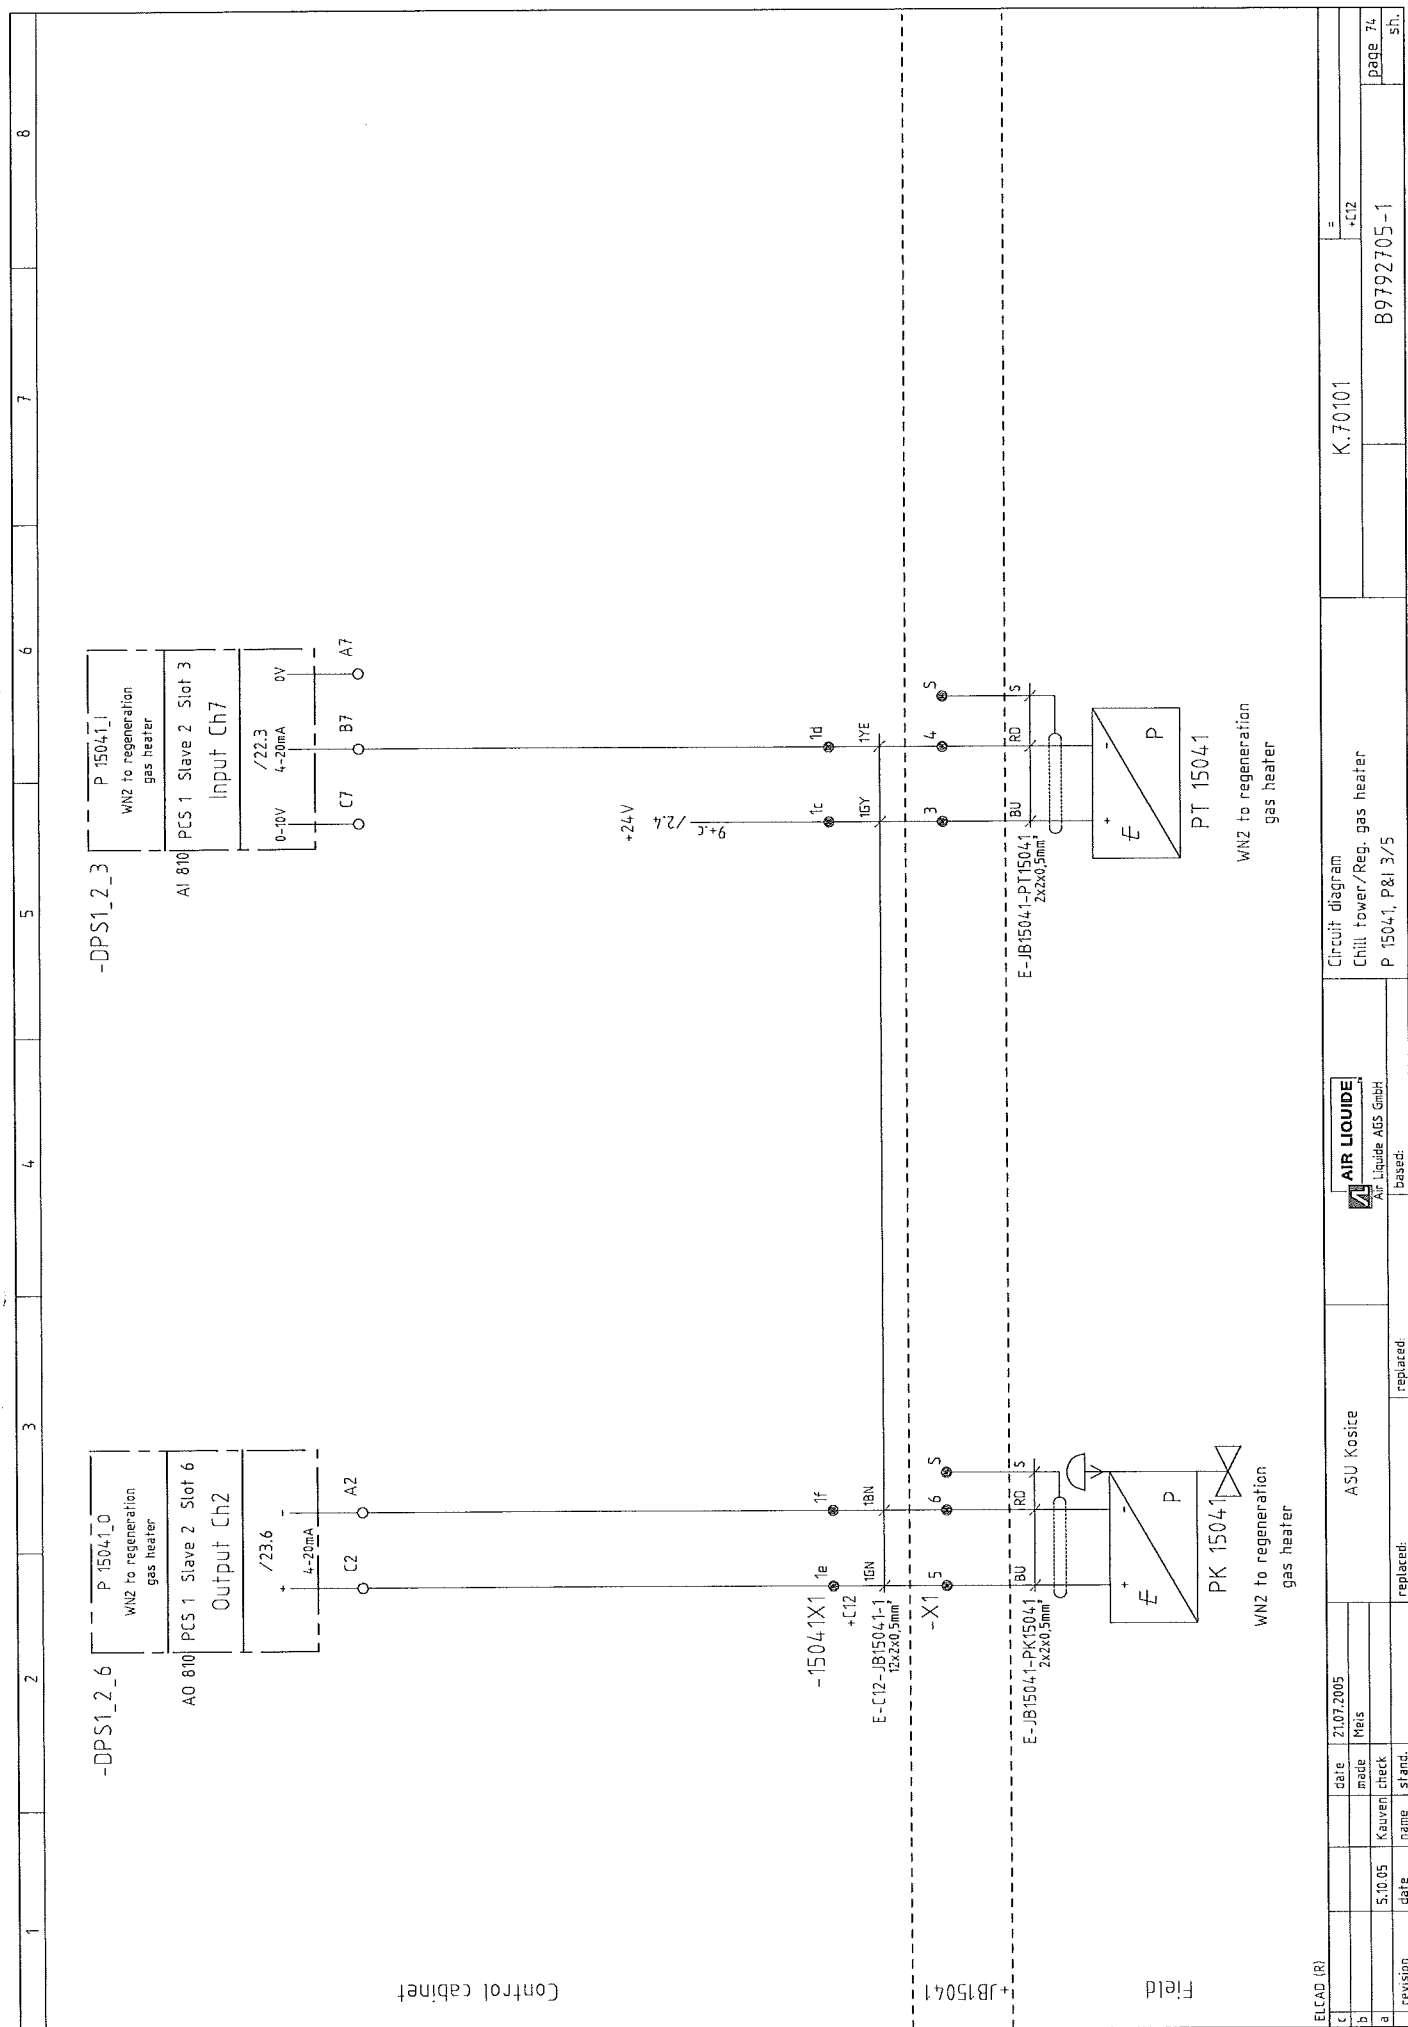 1 2 3 4 5 6 7 8
-DPS1_2_6
P 15041_O
WN2 to regeneration
gas heater
AO 810
PCS 1 Slave 2 Slot 6
Output Ch2
/23.6
+ 4-20mA -
C2 A2
-DPS1_2_3
P 15041_I
WN2 to regeneration
gas heater
AI 810
PCS 1 Slave 2 Slot 3
Input Ch7
/22.3
0-10V 4-20mA 0V
C7 B7 A7
Control cabinet
+24V
/2.4
-15041X1 1e 1f 1c 1d
+C12
1GN 1BN 1GY 1YE
E-C12-JB15041-1
12x2x0,5mm²
+JB15041
-X1 5 6 S 3 4 S
BU RD S BU RD S
E-JB15041-PK15041
2x2x0,5mm²
E-JB15041-PT15041
2x2x0,5mm²
Field
+ - P E
PK 15041
WN2 to regeneration
gas heater
+ - P E
PT 15041
WN2 to regeneration
gas heater
ELCAD (R)
c
b
a 5.10.05 Kauven
revision date name
date 21.07.2005
made Meis
check
stand.
ASU Kosice
replaced: replaced: based:
AIR LIQUIDE
Air Liquide AGS GmbH
Circuit diagram
Chill tower/Reg. gas heater
P 15041, P&I 3/5
K.70101
=
+C12
B9792705-1
page 74
sh.